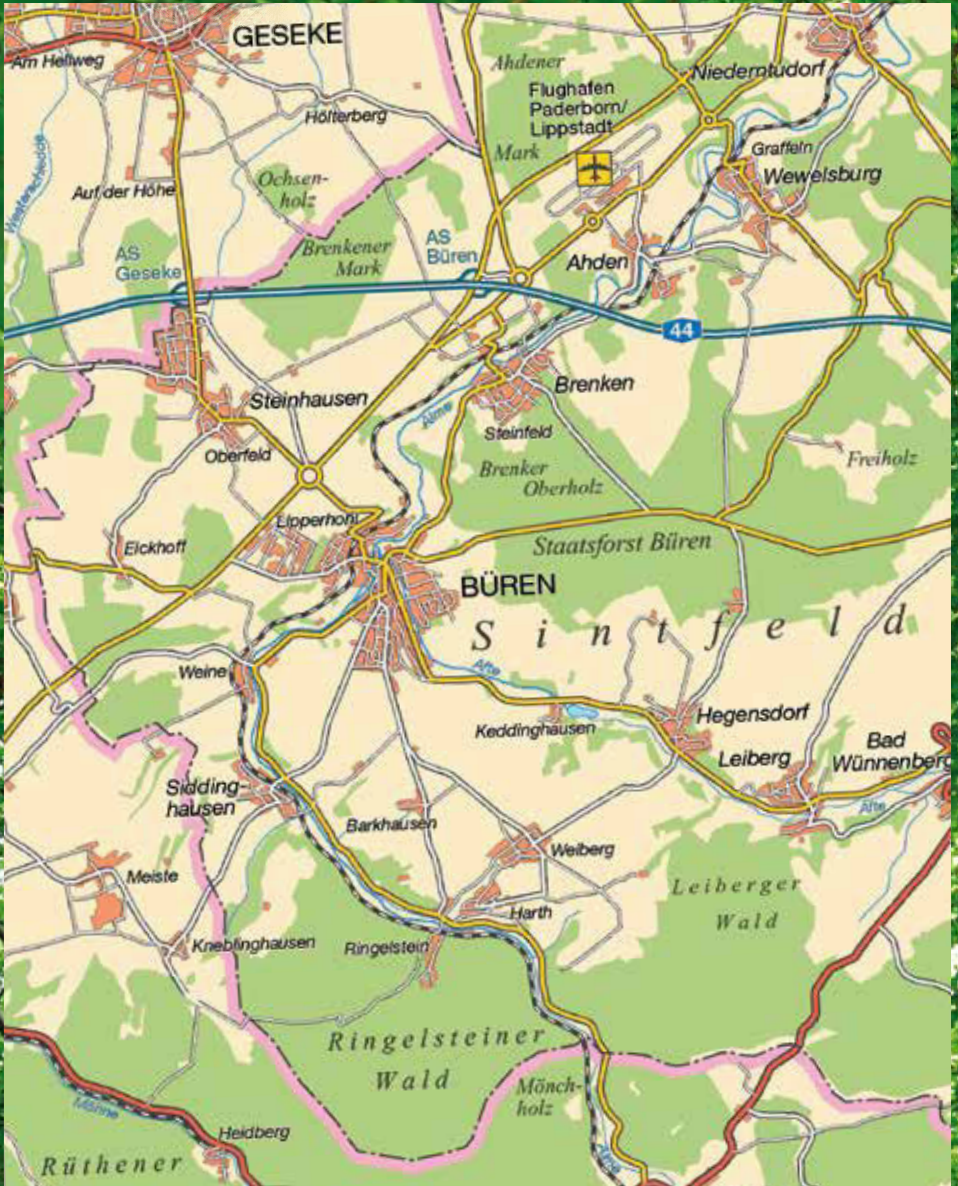 GESEKE
Am Hellweg
Ahdener
Niederntudorf
Flughafen
Paderborn/
Lippstadt
Hölterberg
Mark
Graffeln
Westerschledde
Auf der Höhe
Ochsen-
holz
Wewelsburg
Brenkener
Mark
AS
Geseke
AS
Büren
Ahden
44
Steinhausen
Brenken
Alme
Oberfeld
Steinfeld
Brenker
Oberholz
Freiholz
Lipperhohl
Eickhoff
Staatsforst Büren
BÜREN
Sintfeld
Weine
Afte
Keddinghausen
Hegensdorf
Leiberg
Bad
Wünnenberg
Afte
Sidding-
hausen
Barkhausen
Weiberg
Meiste
Leiberger
Wald
Harth
Kneblinghausen
Ringelstein
Ringelsteiner
Wald
Mönch-
holz
Möhne
Heidberg
Alme
Rüthener